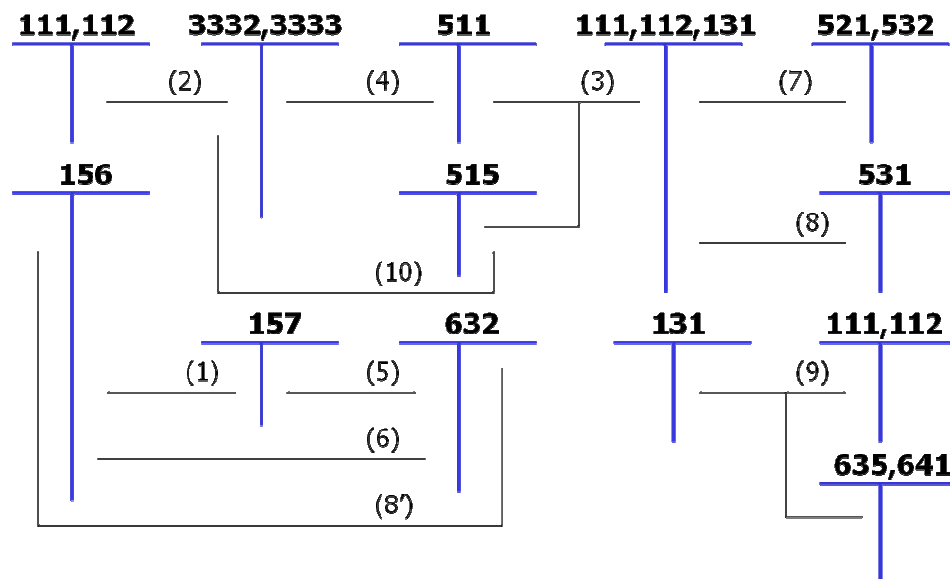 111,112 3332,3333 511 111,112,131 521,532
(2) (4) (3) (7)
156 515 531
(8)
(10)
157 632 131 111,112
(1) (5) (9)
(6)
635,641
(8')